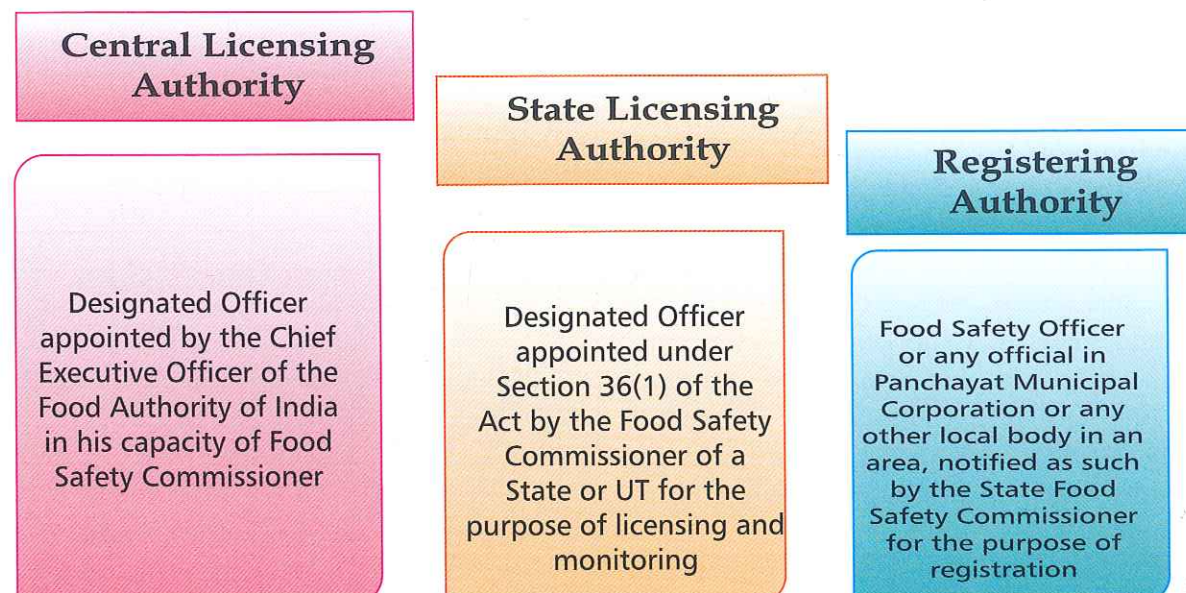 Central Licensing
Authority
Designated Officer
appointed by the Chief
Executive Officer of the
Food Authority of India
in his capacity of Food
Safety Commissioner
State Licensing
Authority
Designated Officer
appointed under
Section 36(1) of the
Act by the Food Safety
Commissioner of a
State or UT for the
purpose of licensing and
monitoring
Registering
Authority
Food Safety Officer
or any official in
Panchayat Municipal
Corporation or any
other local body in an
area, notified as such
by the State Food
Safety Commissioner
for the purpose of
registration